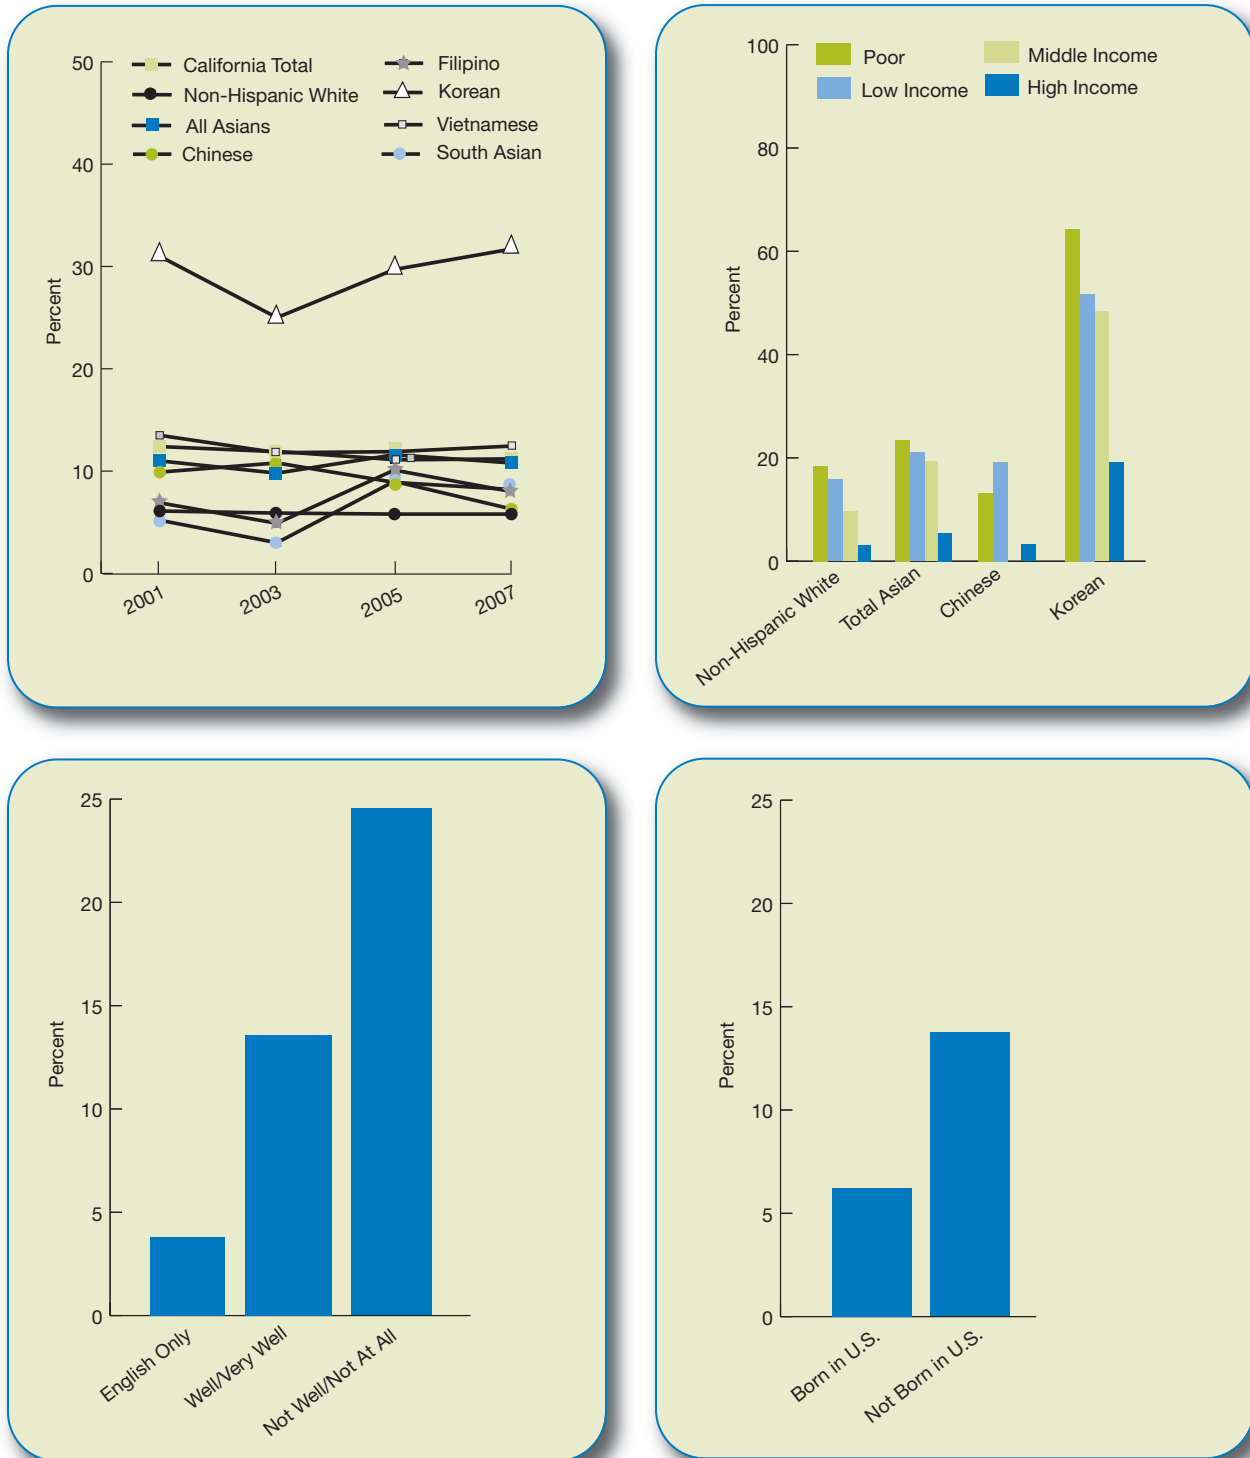 50
40
30
20
10
0
Percent
California Total
Non-Hispanic White
All Asians
Chinese
Filipino
Korean
Vietnamese
South Asian
2001
2003
2005
2007
100
80
60
40
20
0
Percent
Poor
Low Income
Middle Income
High Income
Non-Hispanic White
Total Asian
Chinese
Korean
25
20
15
10
5
0
Percent
English Only
Well/Very Well
Not Well/Not At All
25
20
15
10
5
0
Percent
Born in U.S.
Not Born in U.S.